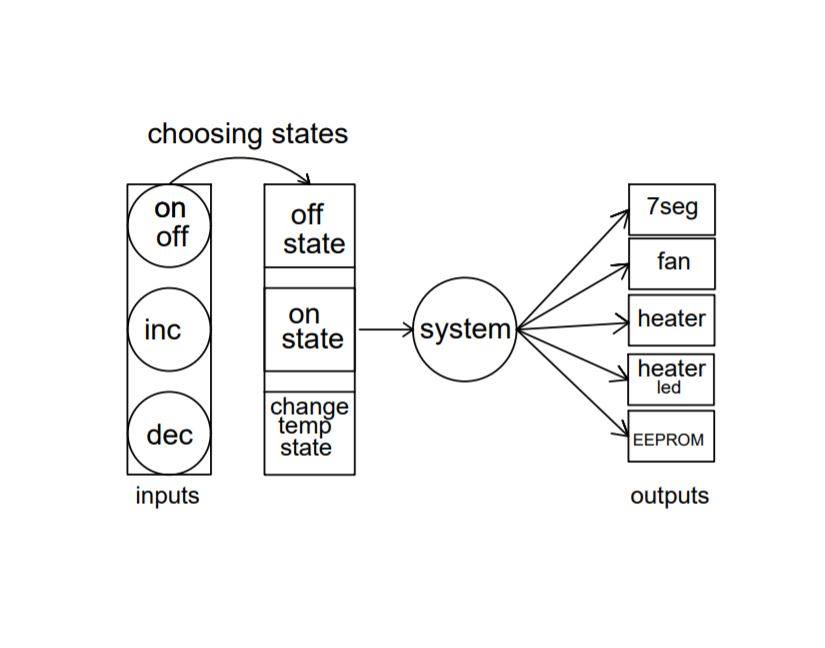 choosing states
on
off
inc
dec
inputs
off
state
on
state
change
temp
state
system
7seg
fan
heater
heater
led
EEPROM
outputs